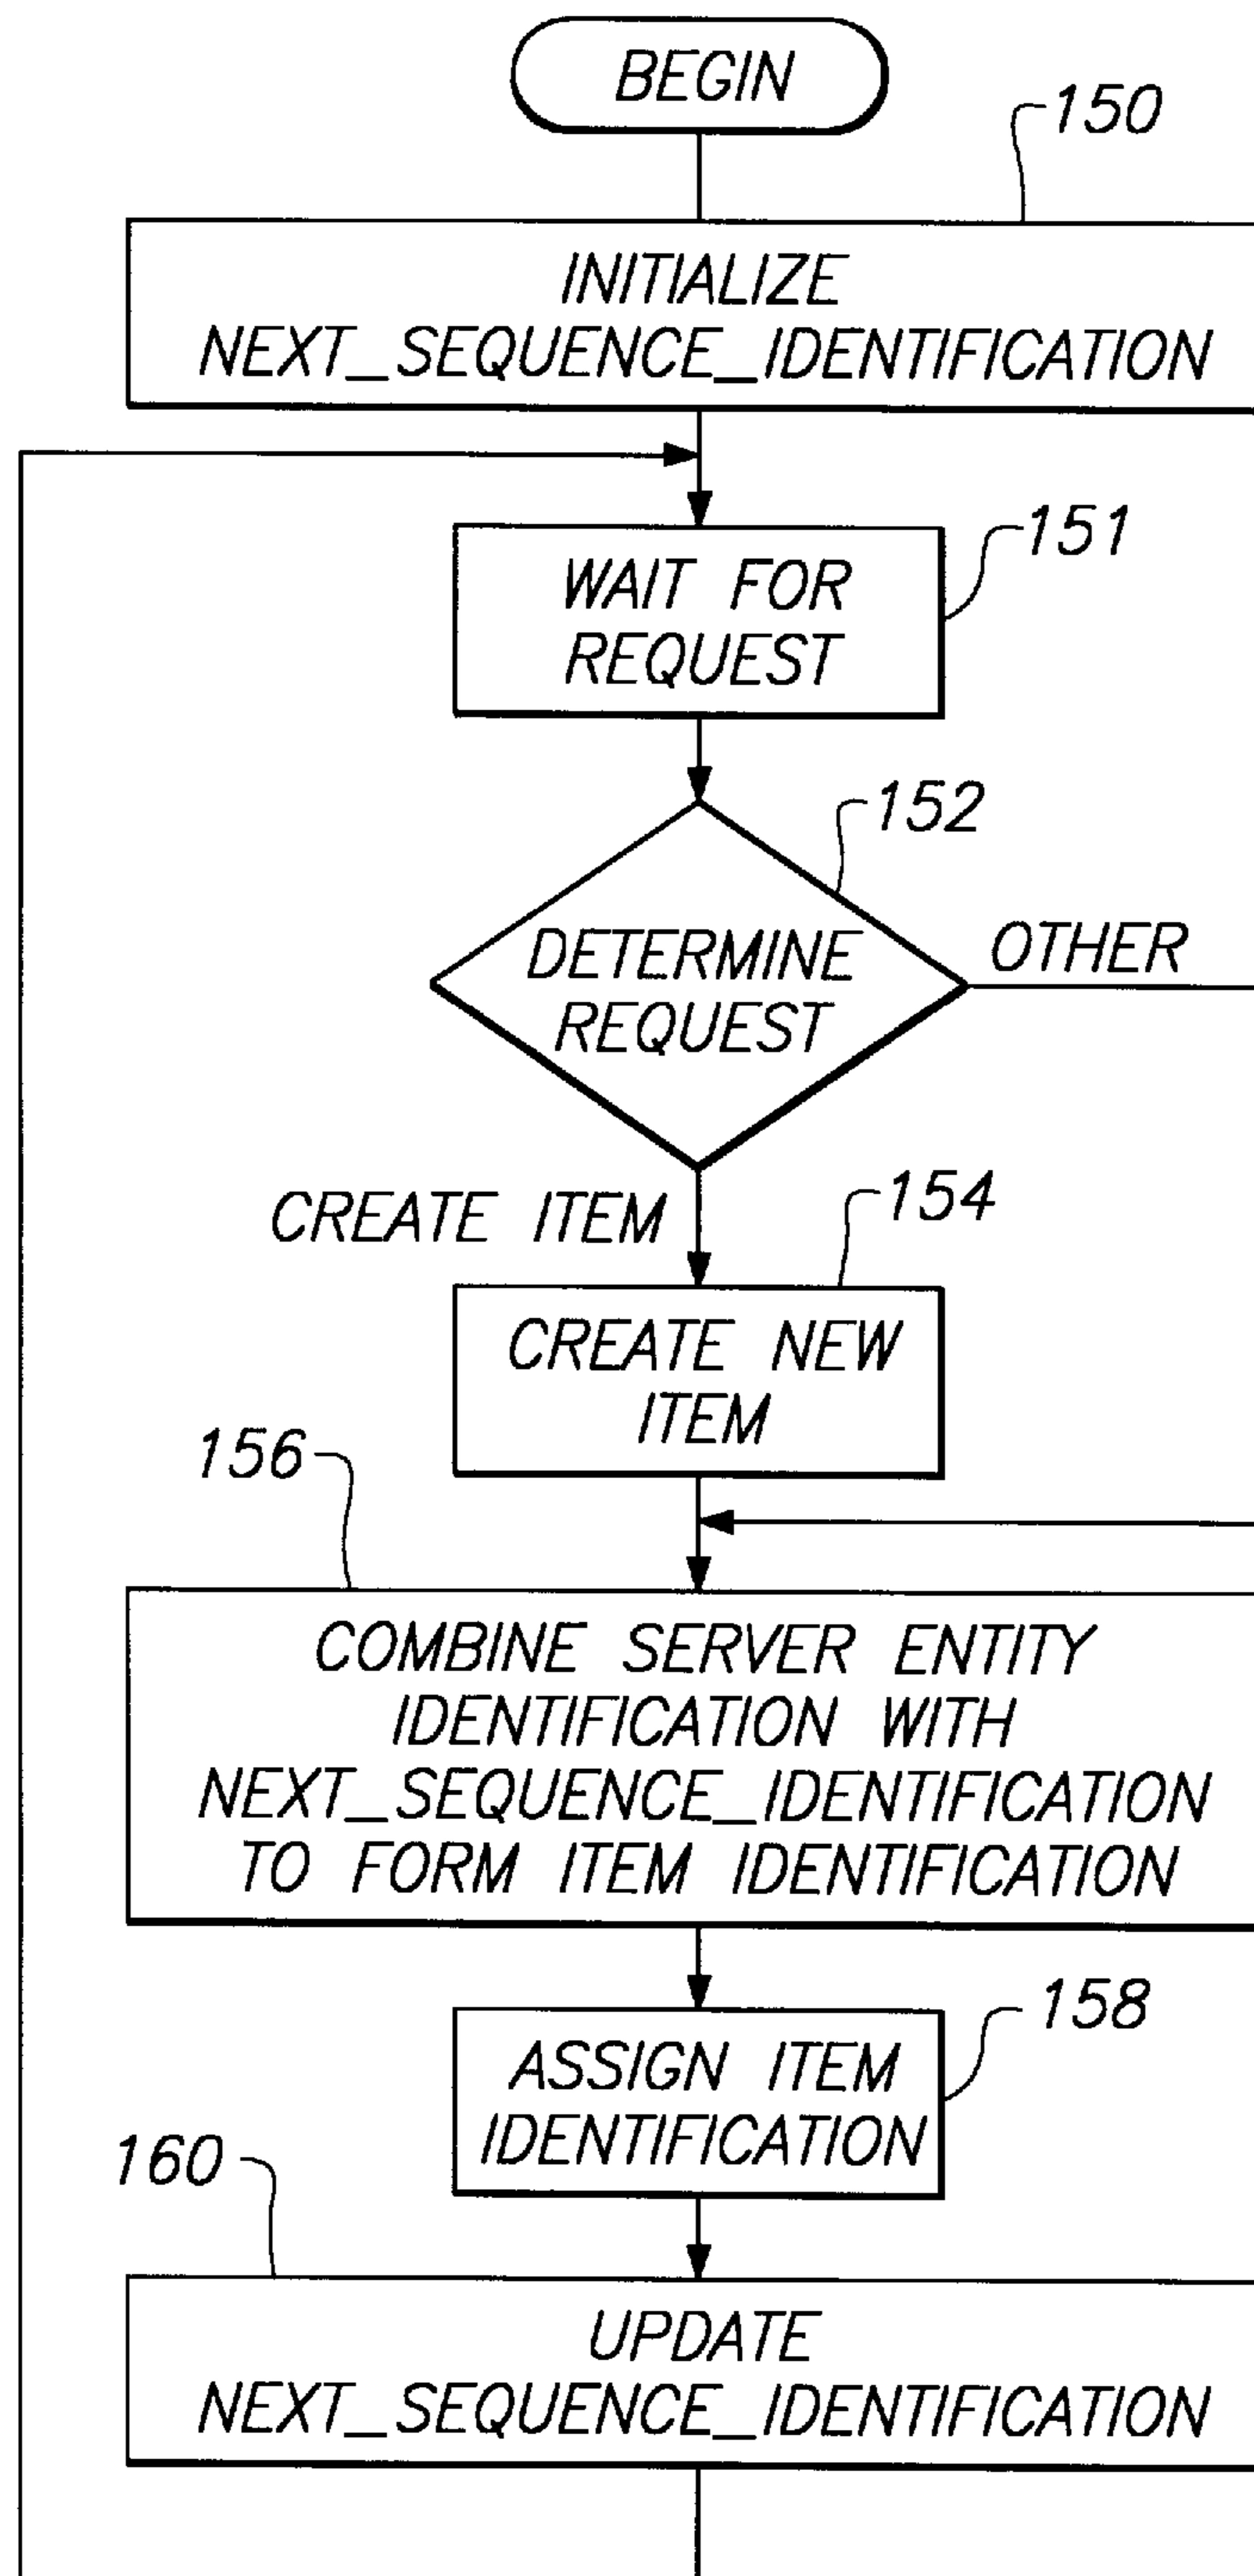 BEGIN
150
INITIALIZE
NEXT_SEQUENCE_IDENTIFICATION
151
WAIT FOR
REQUEST
152
DETERMINE
REQUEST
OTHER
CREATE ITEM
154
CREATE NEW
ITEM
156
COMBINE SERVER ENTITY
IDENTIFICATION WITH
NEXT_SEQUENCE_IDENTIFICATION
TO FORM ITEM IDENTIFICATION
158
ASSIGN ITEM
IDENTIFICATION
160
UPDATE
NEXT_SEQUENCE_IDENTIFICATION